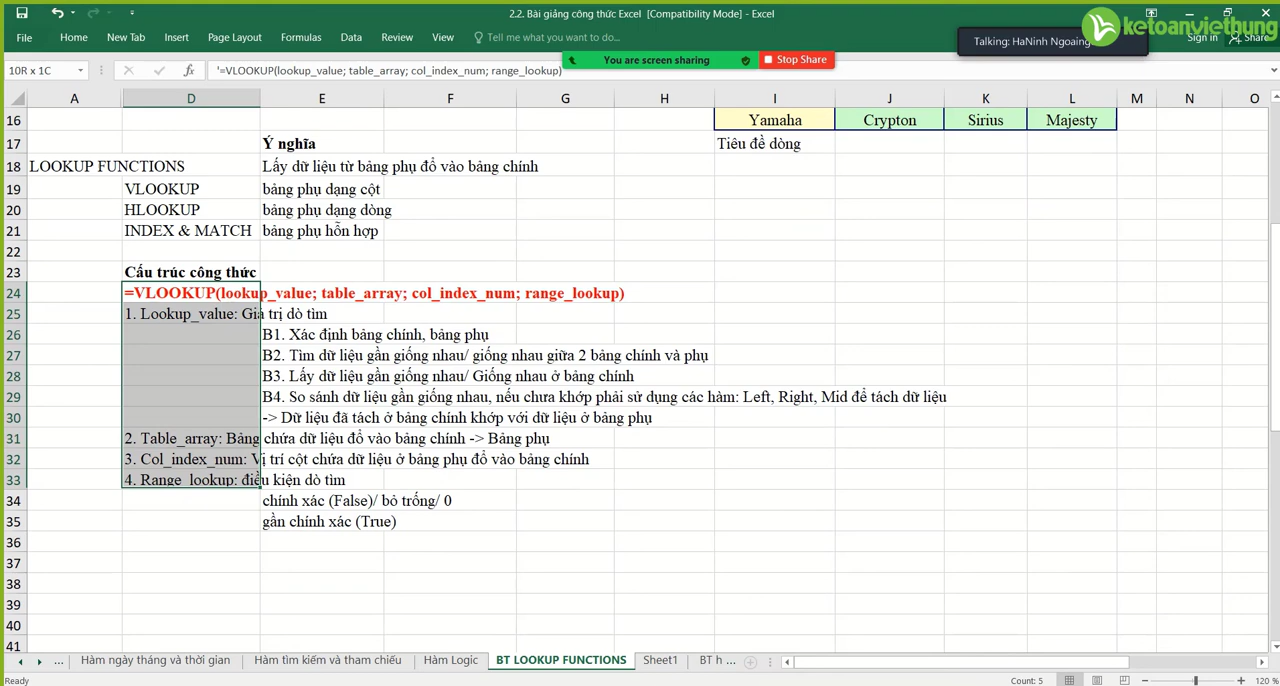 2.2. Bài giảng công thức Excel [Compatibility Mode] - Excel
ketoanviethung
Talking: HaNinh Ngoaing
File Home New Tab Insert Page Layout Formulas Data Review View Tell me what you want to do...
Sign in Share
You are screen sharing Stop Share
10R x 1C fx '=VLOOKUP(lookup_value; table_array; col_index_num; range_lookup)
A D E F G H I J K L M N O
16 Yamaha Crypton Sirius Majesty
17 Ý nghĩa Tiêu đề dòng
18 LOOKUP FUNCTIONS Lấy dữ liệu từ bảng phụ đổ vào bảng chính
19 VLOOKUP bảng phụ dạng cột
20 HLOOKUP bảng phụ dạng dòng
21 INDEX & MATCH bảng phụ hỗn hợp
22
23 Cấu trúc công thức
24 =VLOOKUP(lookup_value; table_array; col_index_num; range_lookup)
25 1. Lookup_value: Giá trị dò tìm
26 B1. Xác định bảng chính, bảng phụ
27 B2. Tìm dữ liệu gần giống nhau/ giống nhau giữa 2 bảng chính và phụ
28 B3. Lấy dữ liệu gần giống nhau/ Giống nhau ở bảng chính
29 B4. So sánh dữ liệu gần giống nhau, nếu chưa khớp phải sử dụng các hàm: Left, Right, Mid để tách dữ liệu
30 -> Dữ liệu đã tách ở bảng chính khớp với dữ liệu ở bảng phụ
31 2. Table_array: Bảng chứa dữ liệu đổ vào bảng chính -> Bảng phụ
32 3. Col_index_num: Vị trí cột chứa dữ liệu ở bảng phụ đổ vào bảng chính
33 4. Range_lookup: điều kiện dò tìm
34 chính xác (False)/ bỏ trống/ 0
35 gần chính xác (True)
36
37
38
39
40
41
... Hàm ngày tháng và thời gian Hàm tìm kiếm và tham chiếu Hàm Logic BT LOOKUP FUNCTIONS Sheet1 BT h ...
Ready Count: 5 120 %